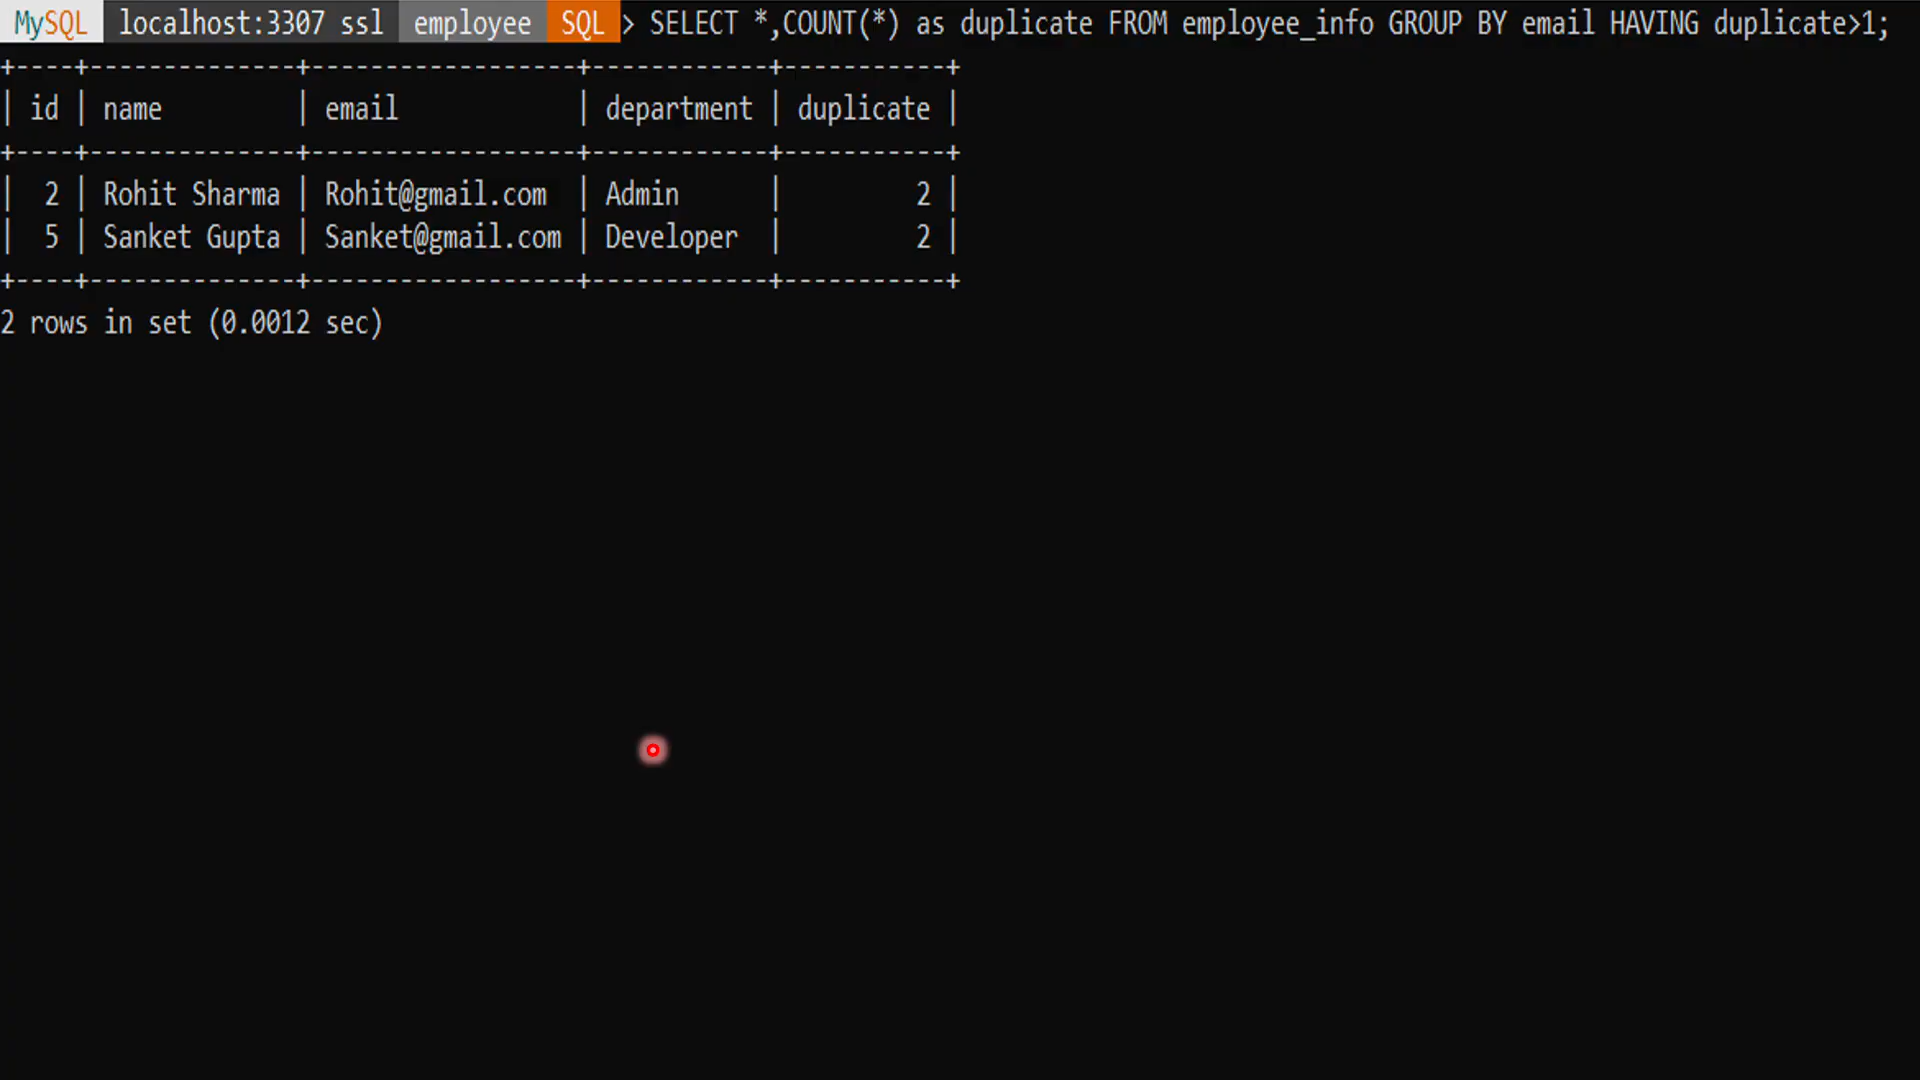 MySQL localhost:3307 ssl employee SQL > SELECT *,COUNT(*) as duplicate FROM employee_info GROUP BY email HAVING duplicate>1;
+----+--------------+------------------+------------+-----------+
| id | name         | email            | department | duplicate |
+----+--------------+------------------+------------+-----------+
|  2 | Rohit Sharma | Rohit@gmail.com  | Admin      |         2 |
|  5 | Sanket Gupta | Sanket@gmail.com | Developer  |         2 |
+----+--------------+------------------+------------+-----------+
2 rows in set (0.0012 sec)